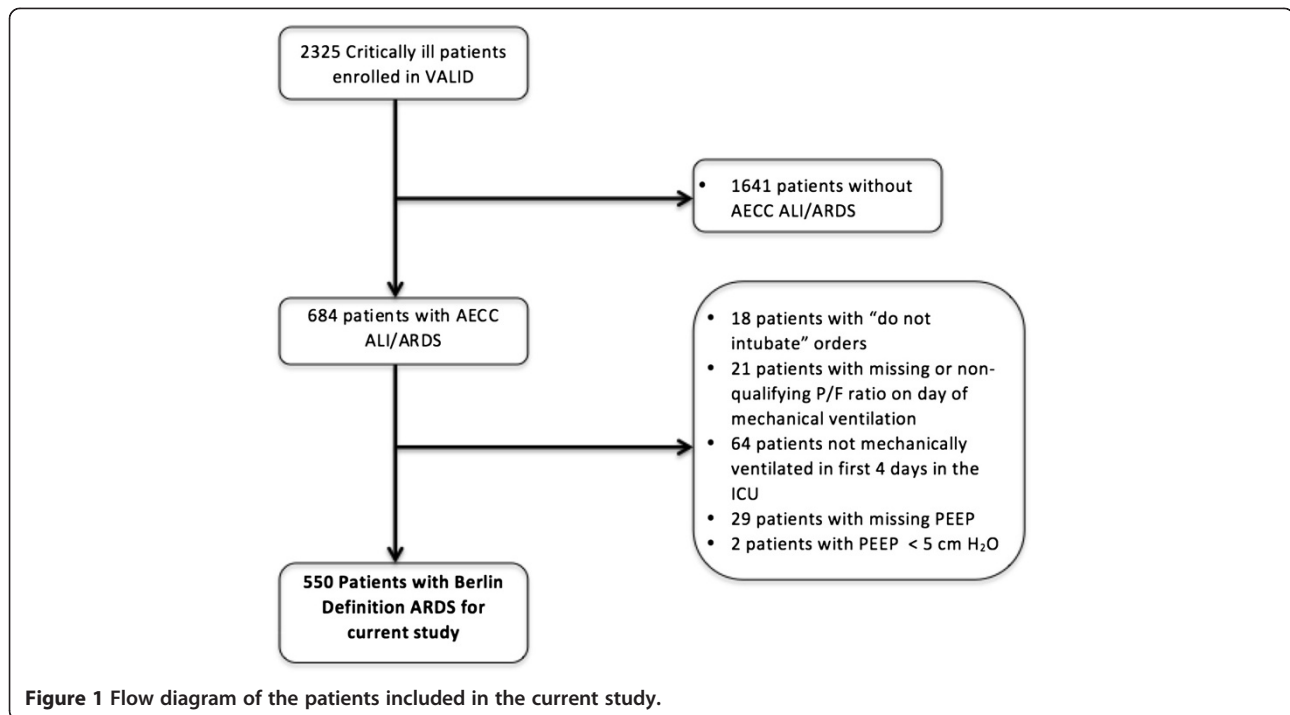 2325 Critically ill patients
enrolled in VALID
• 1641 patients without
AECC ALI/ARDS
684 patients with AECC
ALI/ARDS
• 18 patients with “do not
intubate” orders
• 21 patients with missing or non-
qualifying P/F ratio on day of
mechanical ventilation
• 64 patients not mechanically
ventilated in first 4 days in the
ICU
• 29 patients with missing PEEP
• 2 patients with PEEP < 5 cm H₂O
550 Patients with Berlin
Definition ARDS for
current study
Figure 1 Flow diagram of the patients included in the current study.